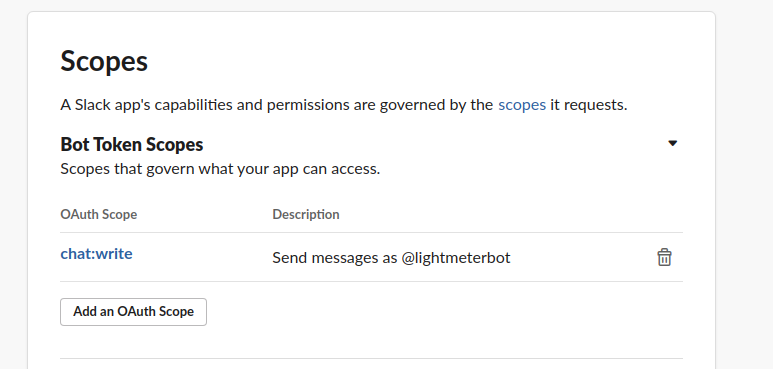 Scopes
A Slack app's capabilities and permissions are governed by the scopes it requests.
Bot Token Scopes
Scopes that govern what your app can access.
OAuth Scope Description
chat:write Send messages as @lightmeterbot
Add an OAuth Scope